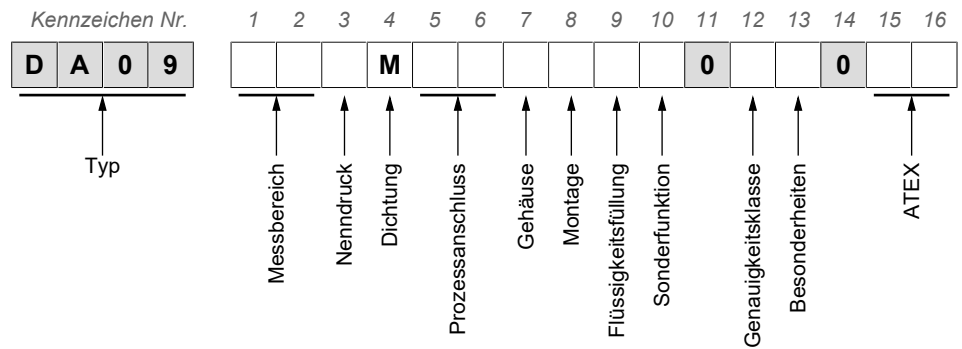 Kennzeichen Nr. 1 2 3 4 5 6 7 8 9 10 11 12 13 14 15 16
D A 0 9 M 0 0
Typ
Messbereich
Nenndruck
Dichtung
Prozessanschluss
Gehäuse
Montage
Flüssigkeitsfüllung
Sonderfunktion
Genauigkeitsklasse
Besonderheiten
ATEX